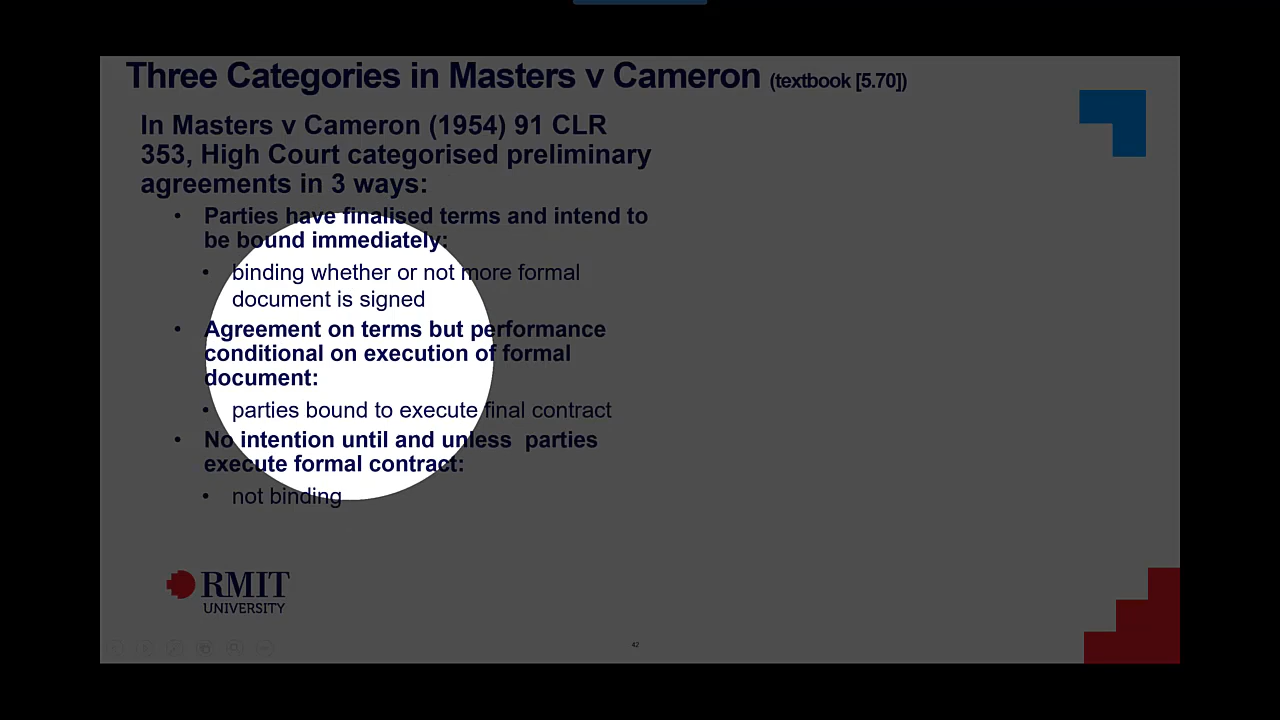 Three Categories in Masters v Cameron (textbook [5.70])
In Masters v Cameron (1954) 91 CLR
353, High Court categorised preliminary
agreements in 3 ways:
• Parties have finalised terms and intend to
be bound immediately:
• binding whether or not more formal
document is signed
• Agreement on terms but performance
conditional on execution of formal
document:
• parties bound to execute final contract
• No intention until and unless parties
execute formal contract:
• not binding
RMIT
UNIVERSITY
42